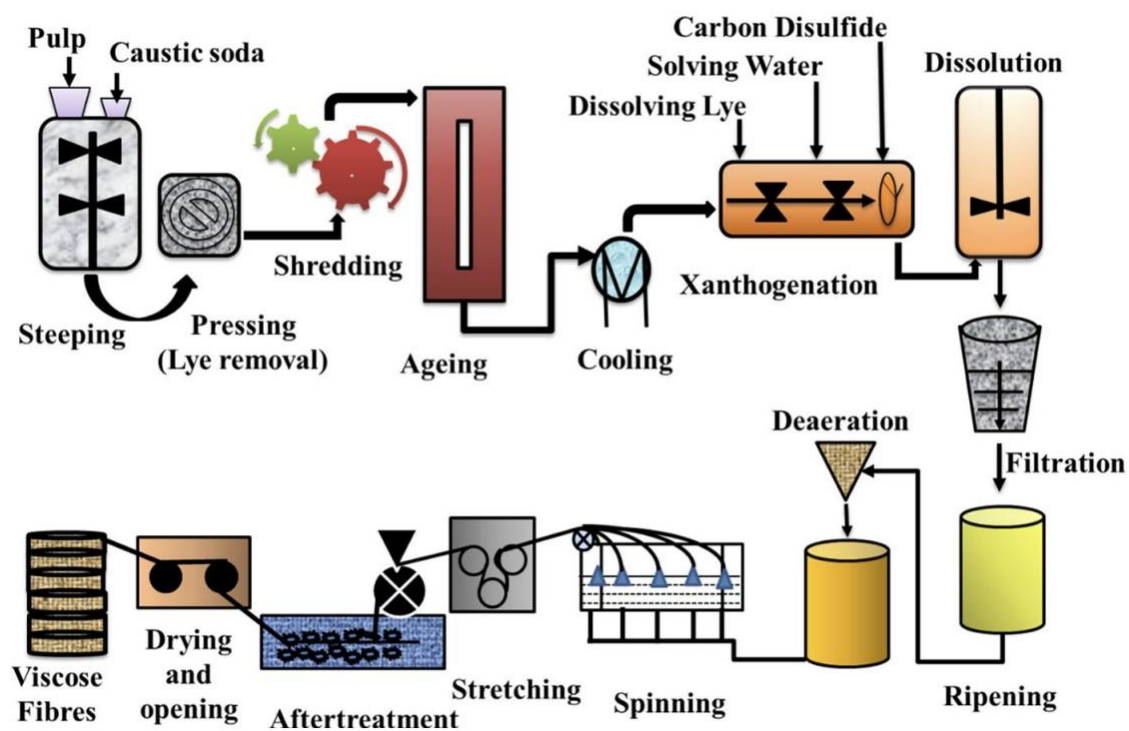 Pulp
Caustic soda
Carbon Disulfide
Solving Water
Dissolving Lye
Dissolution
Shredding
Steeping
Pressing
(Lye removal)
Ageing
Cooling
Xanthogenation
Deaeration
Filtration
Viscose
Fibres
Drying
and
opening
Aftertreatment
Stretching
Spinning
Ripening